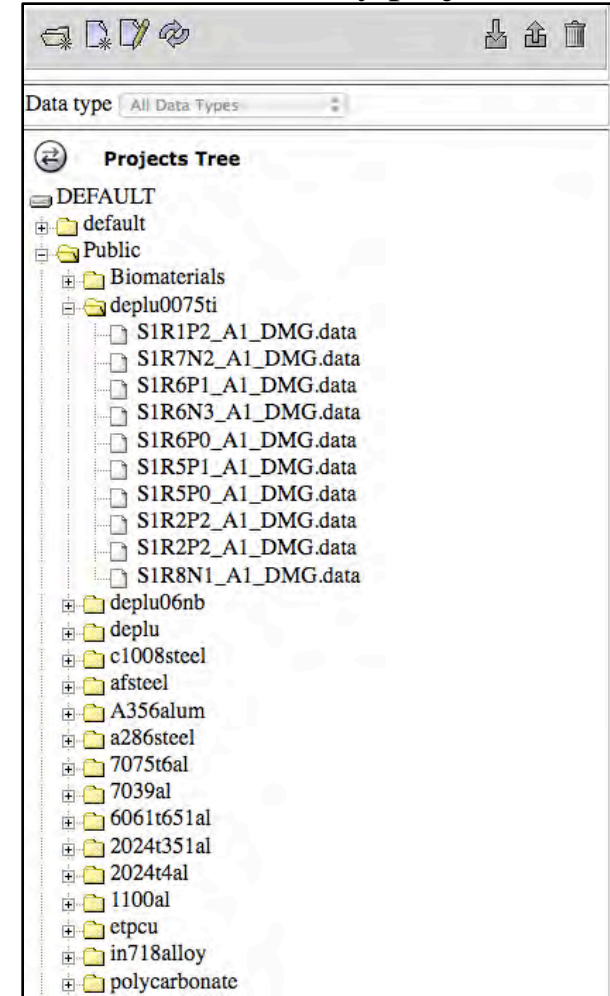 Data type All Data Types
Projects Tree
DEFAULT
default
Public
Biomaterials
deplu0075ti
S1R1P2_A1_DMG.data
S1R7N2_A1_DMG.data
S1R6P1_A1_DMG.data
S1R6N3_A1_DMG.data
S1R6P0_A1_DMG.data
S1R5P1_A1_DMG.data
S1R5P0_A1_DMG.data
S1R2P2_A1_DMG.data
S1R2P2_A1_DMG.data
S1R8N1_A1_DMG.data
deplu06nb
deplu
c1008steel
afsteel
A356alum
a286steel
7075t6al
7039al
6061t651al
2024t351al
2024t4al
1100al
etpcu
in718alloy
polycarbonate